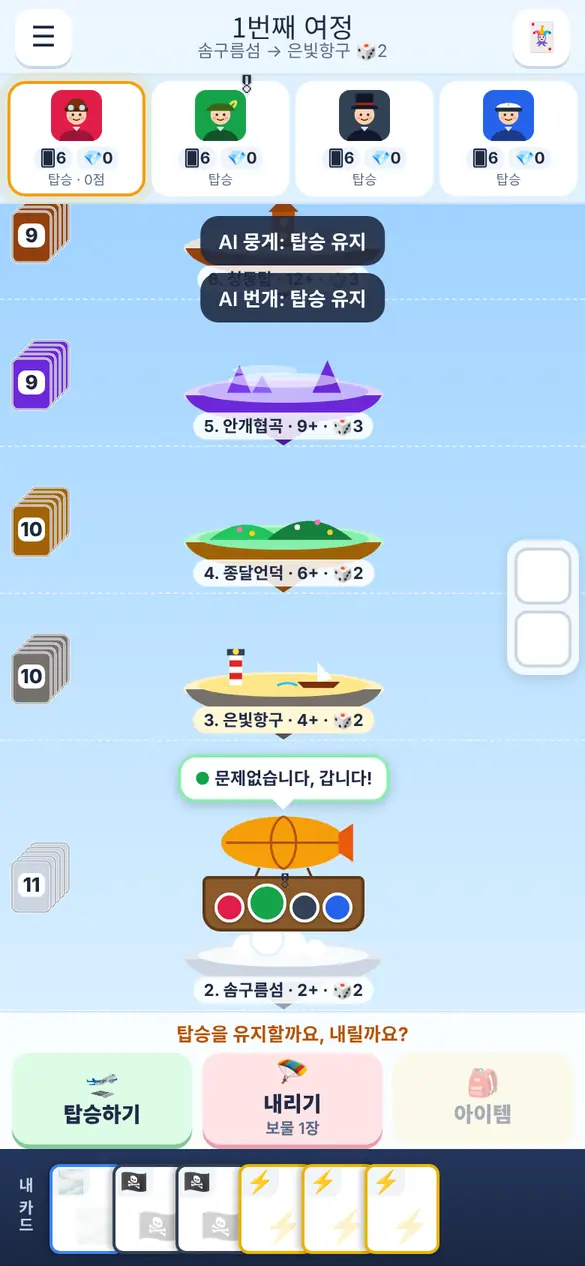 1번째 여정
솜구름섬 → 은빛항구 🎲2
6 0
탑승 · 0점
6 0
탑승
6 0
탑승
6 0
탑승
9
AI 뭉게: 탑승 유지
AI 번개: 탑승 유지
9
5. 안개협곡 · 9+ · 🎲3
10
4. 종달언덕 · 6+ · 🎲2
10
3. 은빛항구 · 4+ · 🎲2
문제없습니다, 갑니다!
11
2. 솜구름섬 · 2+ · 🎲2
탑승을 유지할까요, 내릴까요?
탑승하기
내리기
보물 1장
아이템
내 카드